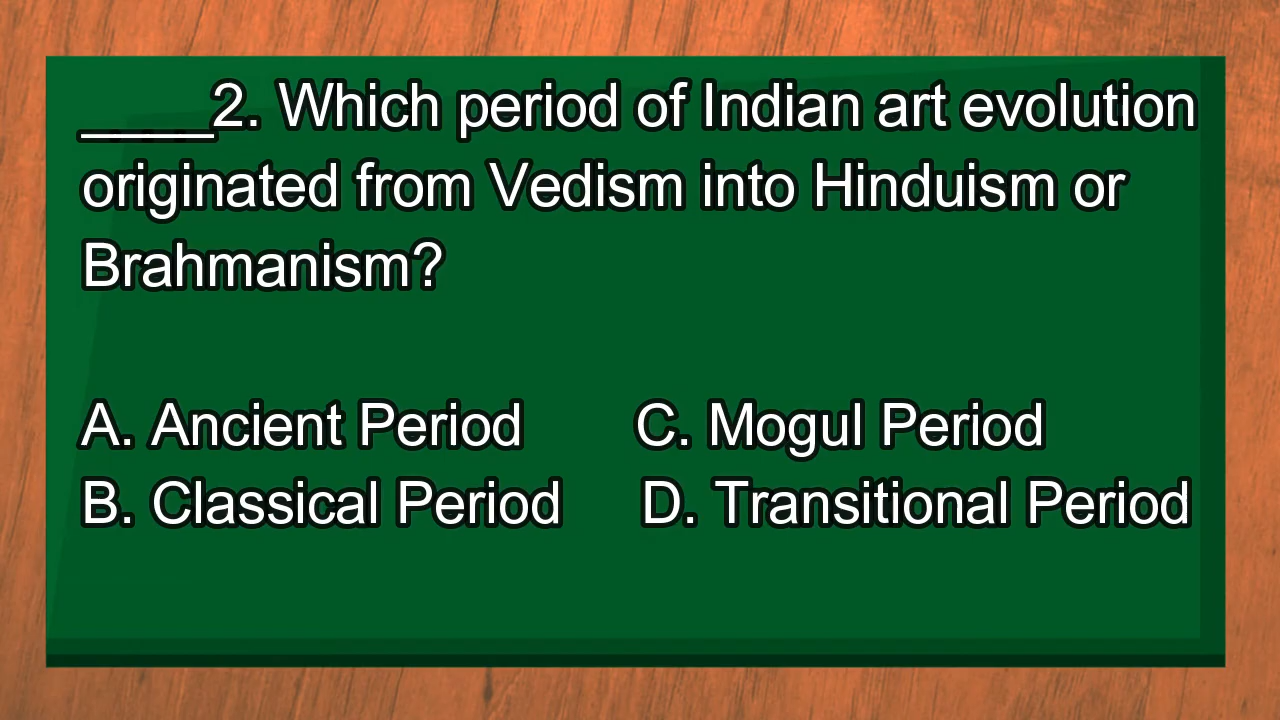 ____2. Which period of Indian art evolution
originated from Vedism into Hinduism or
Brahmanism?
A. Ancient Period C. Mogul Period
B. Classical Period D. Transitional Period